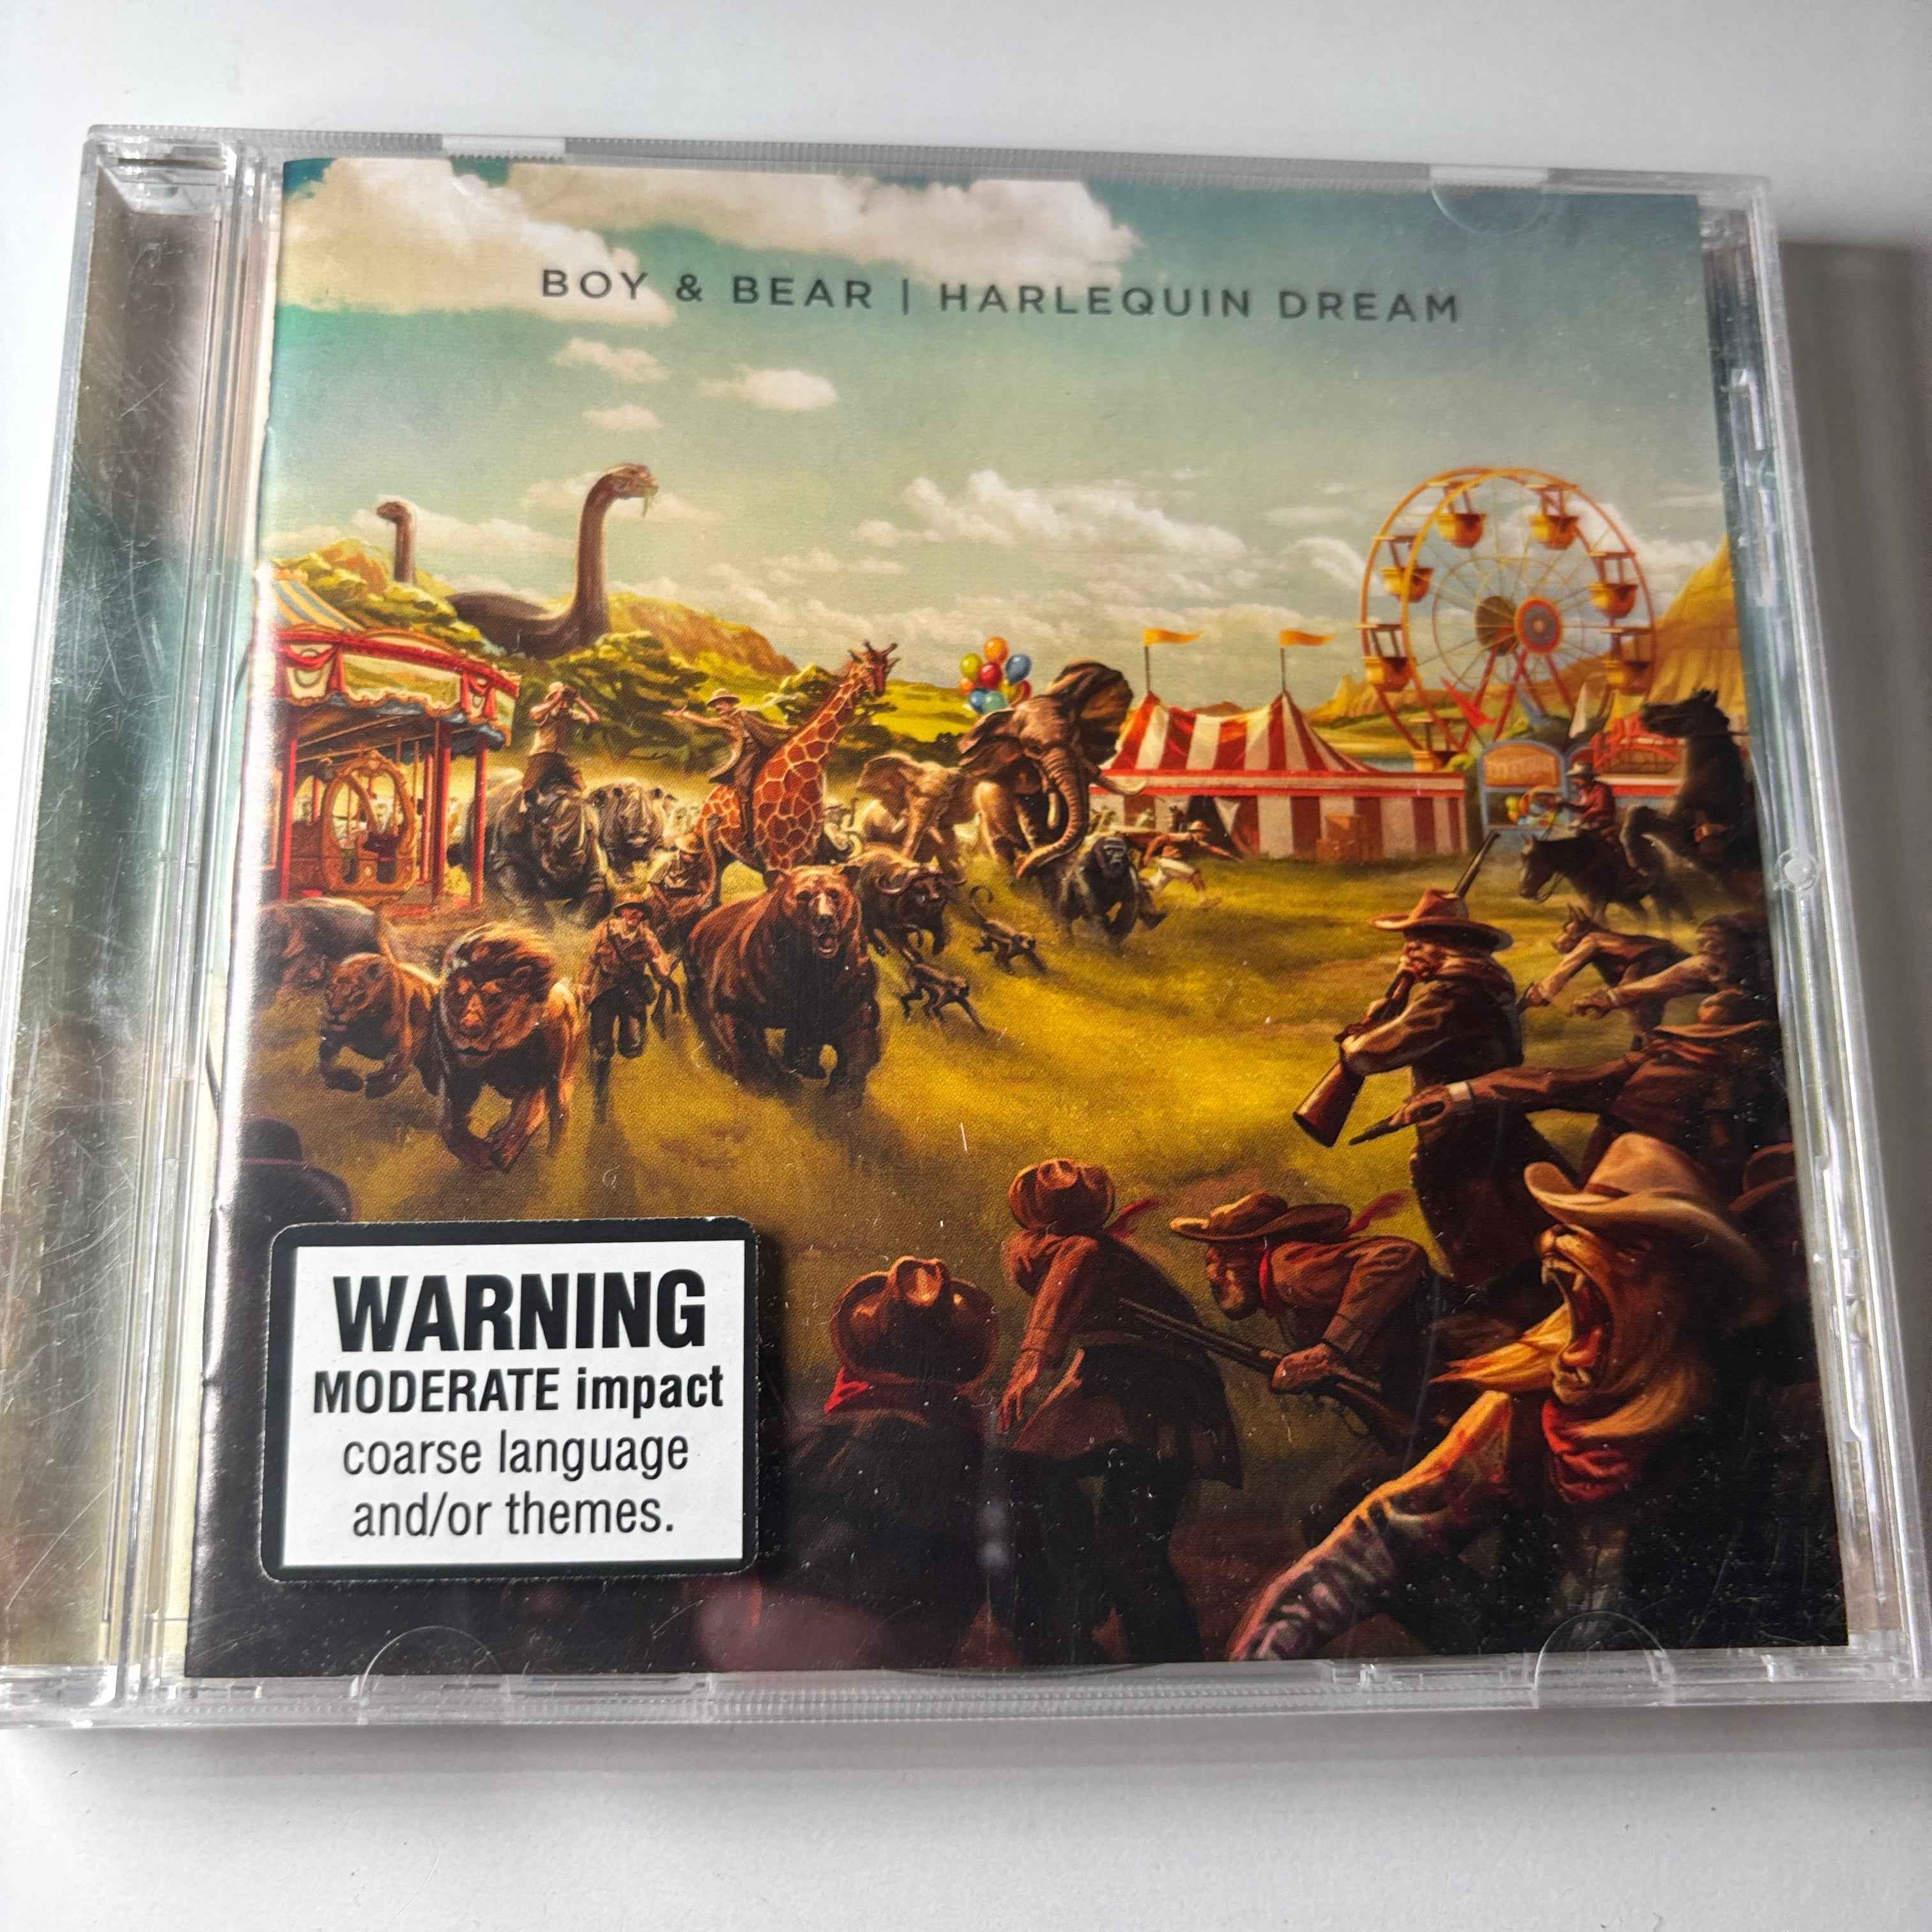 BOY & BEAR | HARLEQUIN DREAM
WARNING
MODERATE impact
coarse language
and/or themes.